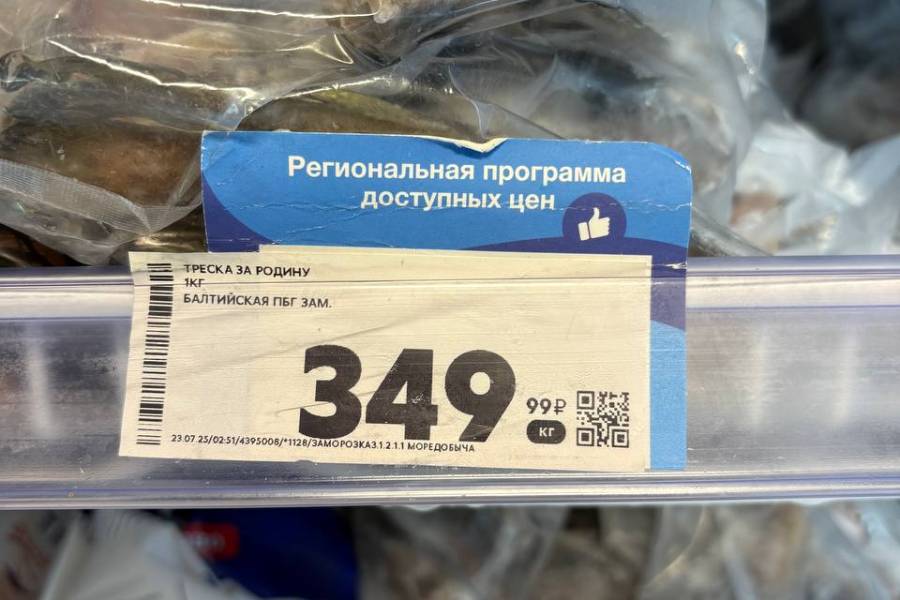 Региональная программа
доступных цен
ТРЕСКА ЗА РОДИНУ
1КГ
БАЛТИЙСКАЯ ПБГ ЗАМ.
349 99₽
кг
23.07.25/02:51/4395008/*1128/ЗАМОРОЗКА3.1.2.1.1 МОРЕДОБЫЧА